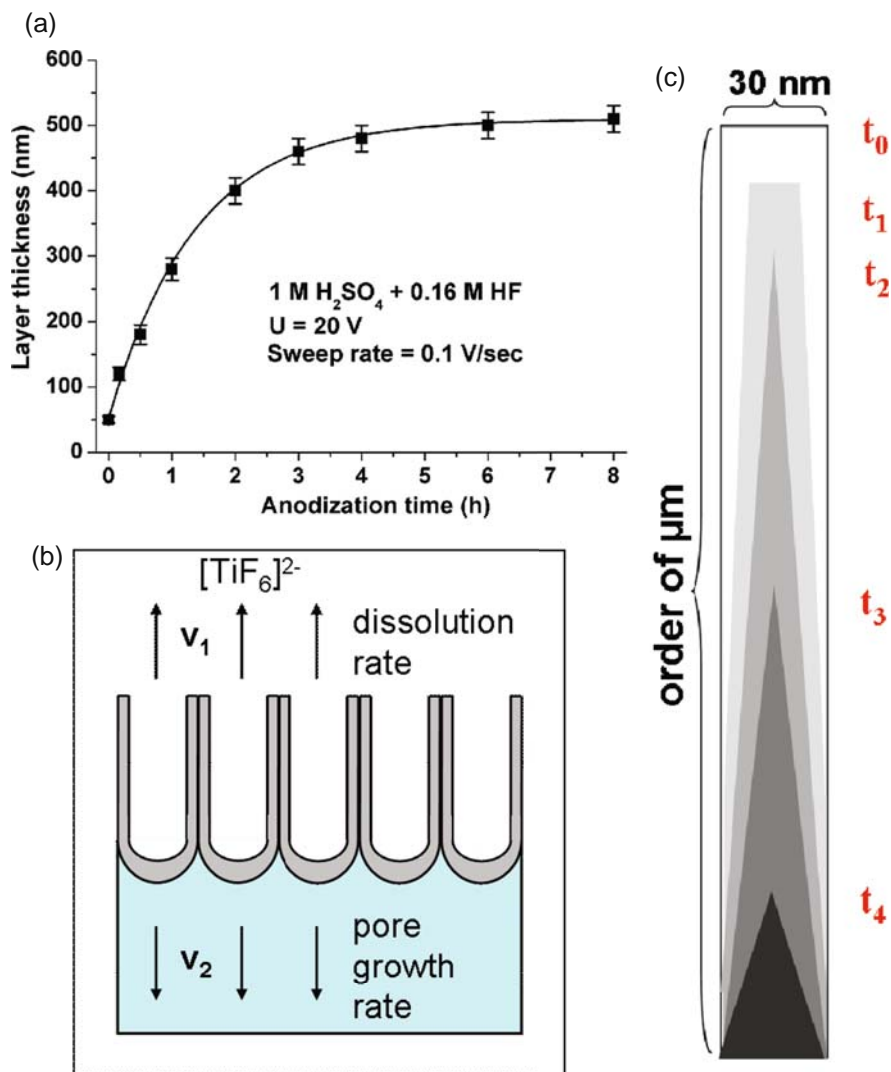 (a)
600
500
400
300
200
100
0
Layer thickness (nm)
1 M H₂SO₄ + 0.16 M HF
U = 20 V
Sweep rate = 0.1 V/sec
0 1 2 3 4 5 6 7 8
Anodization time (h)
(b)
[TiF₆]²⁻
v₁
dissolution
rate
v₂
pore
growth
rate
(c)
30 nm
order of µm
t₀
t₁
t₂
t₃
t₄